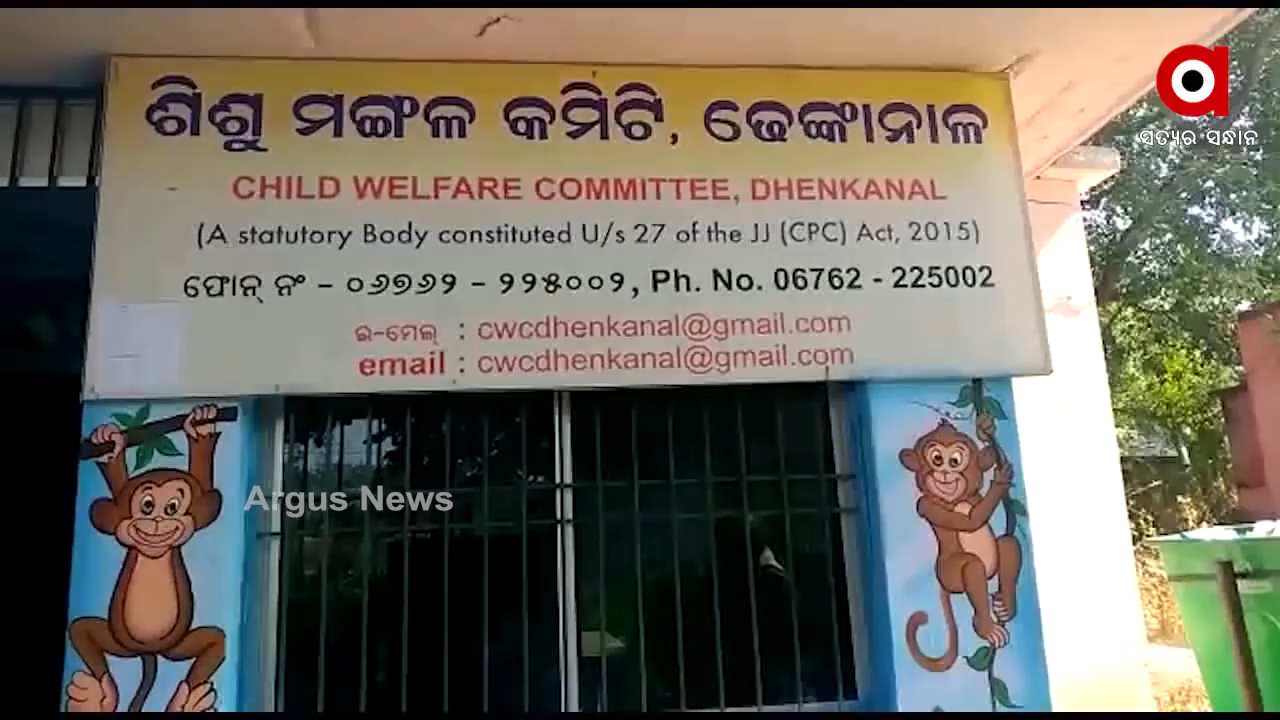 ଶିଶୁ ମଙ୍ଗଳ କମିଟି, ଢେଙ୍କାନାଳ
CHILD WELFARE COMMITTEE, DHENKANAL
(A statutory Body constituted U/s 27 of the JJ (CPC) Act, 2015)
ଫୋନ୍ ନଂ - ୦୬୭୬୨ - ୨୨୫୦୦୨, Ph. No. 06762 - 225002
ଇ-ମେଲ୍ : cwcdhenkanal@gmail.com
email : cwcdhenkanal@gmail.com
a
ସତ୍ୟର ସନ୍ଧାନ
Argus News